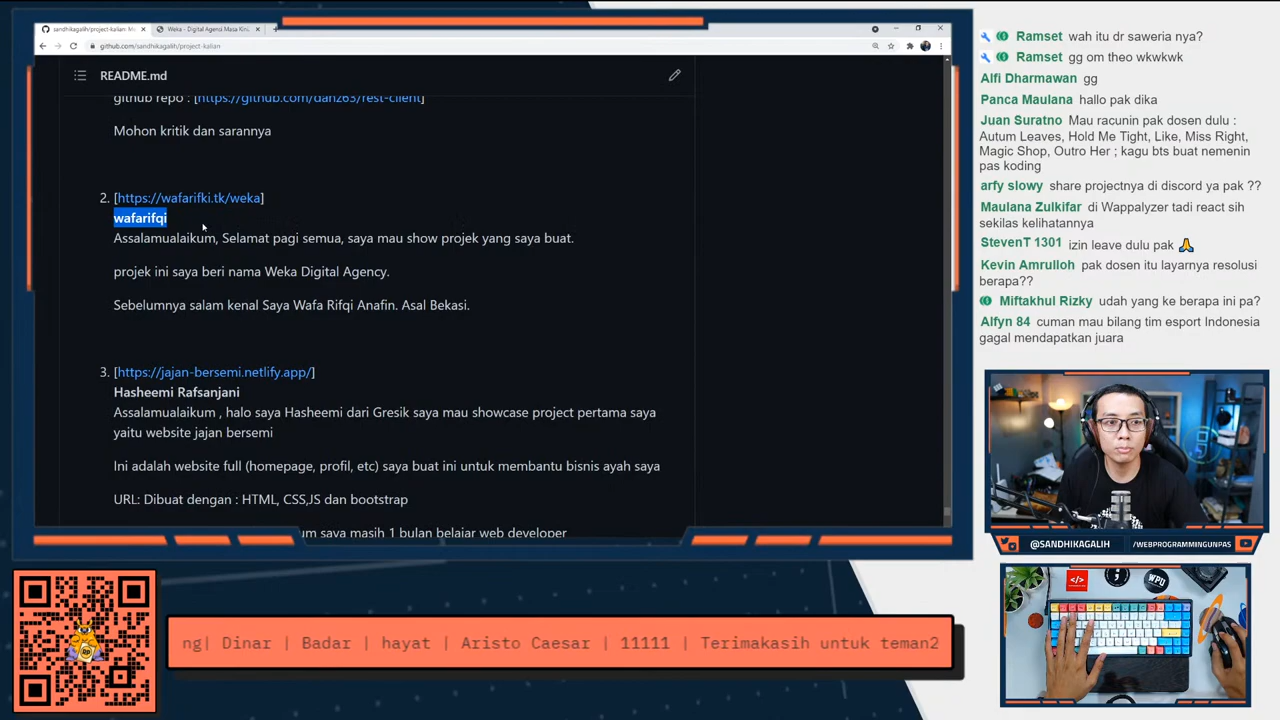 sandhikagalih/project-kalian: M
Weka - Digital Agensi Masa Kini
github.com/sandhikagalih/project-kalian
README.md
github repo : [https://github.com/dan263/rest-client]
Mohon kritik dan sarannya
2. [https://wafarifki.tk/weka]
wafarifqi
Assalamualaikum, Selamat pagi semua, saya mau show projek yang saya buat.
projek ini saya beri nama Weka Digital Agency.
Sebelumnya salam kenal Saya Wafa Rifqi Anafin. Asal Bekasi.
3. [https://jajan-bersemi.netlify.app/]
Hasheemi Rafsanjani
Assalamualaikum , halo saya Hasheemi dari Gresik saya mau showcase project pertama saya
yaitu website jajan bersemi
Ini adalah website full (homepage, profil, etc) saya buat ini untuk membantu bisnis ayah saya
URL: Dibuat dengan : HTML, CSS,JS dan bootstrap
um saya masih 1 bulan belajar web developer
Ramset wah itu dr saweria nya?
Ramset gg om theo wkwkwk
Alfi Dharmawan gg
Panca Maulana hallo pak dika
Juan Suratno Mau racunin pak dosen dulu :
Autum Leaves, Hold Me Tight, Like, Miss Right,
Magic Shop, Outro Her ; kagu bts buat nemenin
pas koding
arfy slowy share projectnya di discord ya pak ??
Maulana Zulkifar di Wappalyzer tadi react sih
sekilas kelihatannya
StevenT 1301 izin leave dulu pak 🙏
Kevin Amrulloh pak dosen itu layarnya resolusi
berapa??
Miftakhul Rizky udah yang ke berapa ini pa?
Alfyn 84 cuman mau bilang tim esport Indonesia
gagal mendapatkan juara
@SANDHIKAGALIH
/WEBPROGRAMMINGUNPAS
</>
WPU
ng| Dinar | Badar | hayat | Aristo Caesar | 11111 | Terimakasih untuk teman2